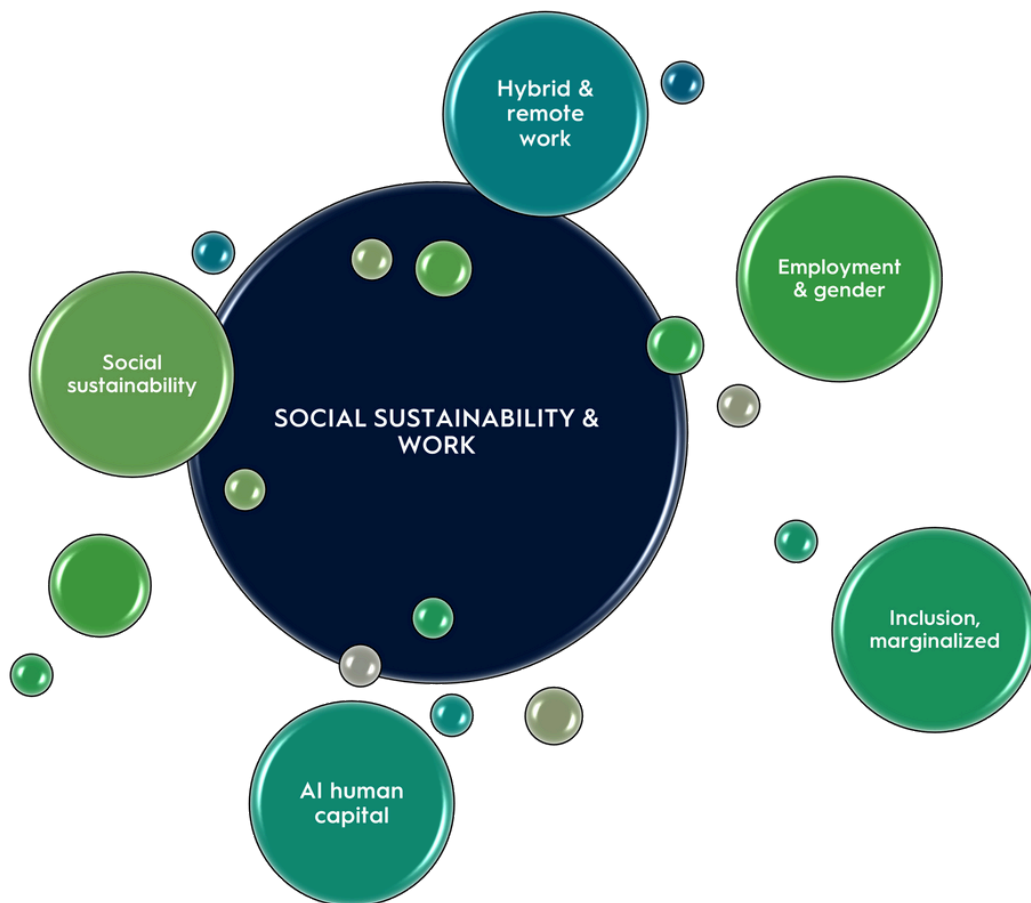 Hybrid &
remote
work
Employment
& gender
Social
sustainability
SOCIAL SUSTAINABILITY &
WORK
Inclusion,
marginalized
AI human
capital